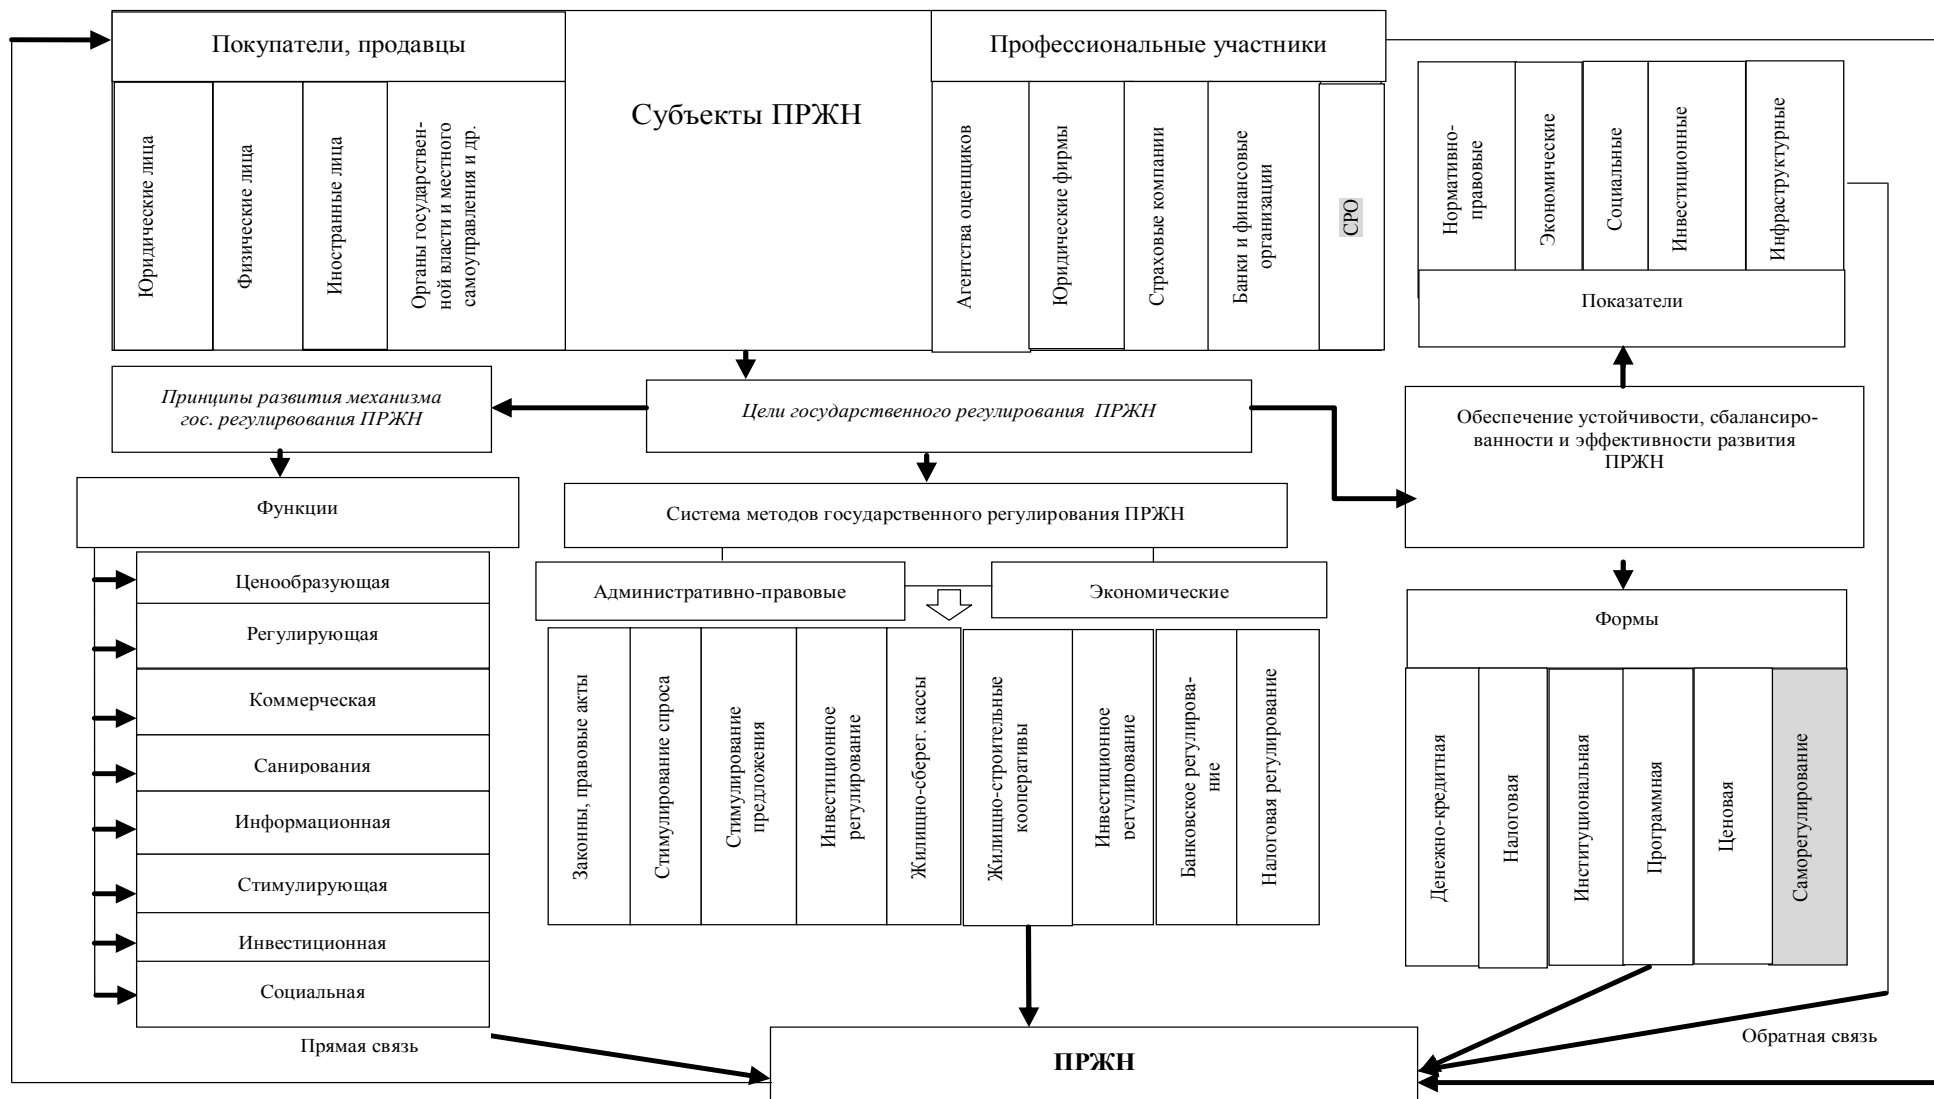 Покупатели, продавцы
Субъекты ПРЖН
Профессиональные участники
Юридические лица
Физические лица
Иностранные лица
Органы государствен-
ной власти и местного
самоуправления и др.
Агентства оценщиков
Юридические фирмы
Страховые компании
Банки и финансовые
организации
СРО
Нормативно-
правовые
Экономические
Социальные
Инвестиционные
Инфраструктурные
Показатели
Принципы развития механизма
гос. регулрвования ПРЖН
Цели государственного регулирования ПРЖН
Обеспечение устойчивости, сбалансиро-
ванности и эффективности развития
ПРЖН
Функции
Ценообразующая
Регулирующая
Коммерческая
Санирования
Информационная
Стимулирующая
Инвестиционная
Социальная
Система методов государственного регулирования ПРЖН
Административно-правовые
Экономические
Законны, правовые акты
Стимулирование спроса
Стимулирование
предложения
Инвестиционное
регулирование
Жилищно-сберег. кассы
Жилищно-строительные
кооперативы
Инвестиционное
регулирование
Банковское регулирова-
ние
Налоговая регулирование
Формы
Денежно-кредитная
Налоговая
Институциональная
Программная
Ценовая
Саморегулирование
Прямая связь
ПРЖН
Обратная связь